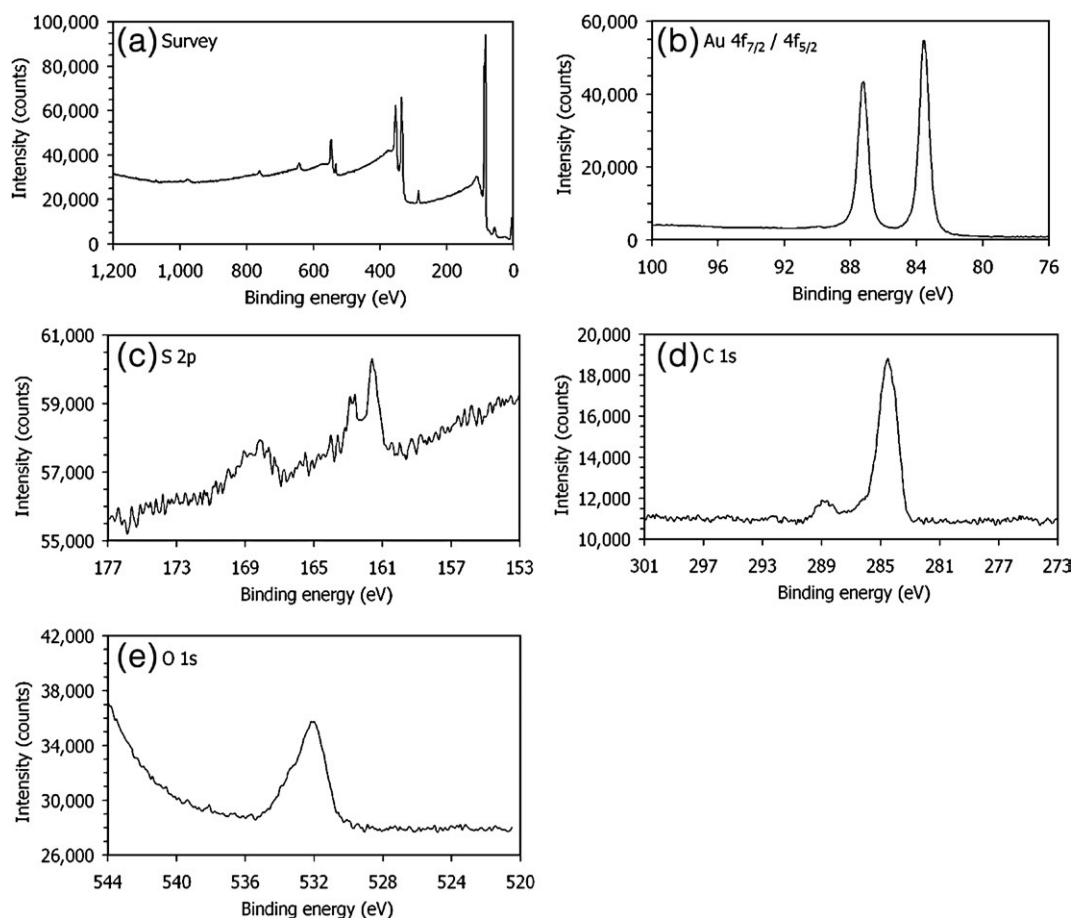 (a) Survey
Intensity (counts)
100,000
80,000
60,000
40,000
20,000
0
1,200 1,000 800 600 400 200 0
Binding energy (eV)
(b) Au 4f7/2 / 4f5/2
Intensity (counts)
60,000
40,000
20,000
0
100 96 92 88 84 80 76
Binding energy (eV)
(c) S 2p
Intensity (counts)
61,000
59,000
57,000
55,000
177 173 169 165 161 157 153
Binding energy (eV)
(d) C 1s
Intensity (counts)
20,000
18,000
16,000
14,000
12,000
10,000
301 297 293 289 285 281 277 273
Binding energy (eV)
(e) O 1s
Intensity (counts)
42,000
38,000
34,000
30,000
26,000
544 540 536 532 528 524 520
Binding energy (eV)